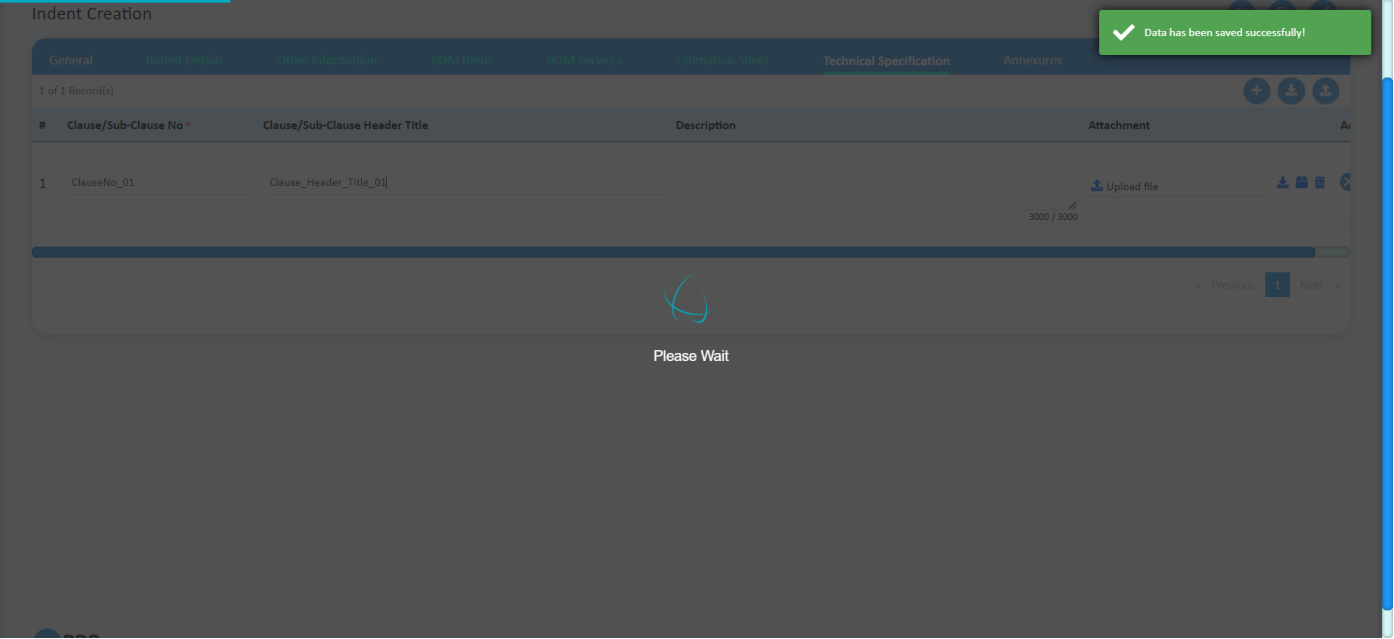 Indent Creation
Data has been saved successfully!
General Indent Details Other Information BOM Items BOM Services Estimation Sheet Technical Specification Annexures
1 of 1 Record(s)
# Clause/Sub-Clause No * Clause/Sub-Clause Header Title Description Attachment
1 ClauseNo_01 Clause_Header_Title_01 Upload file
3000 / 3000
« Previous 1 Next »
Please Wait